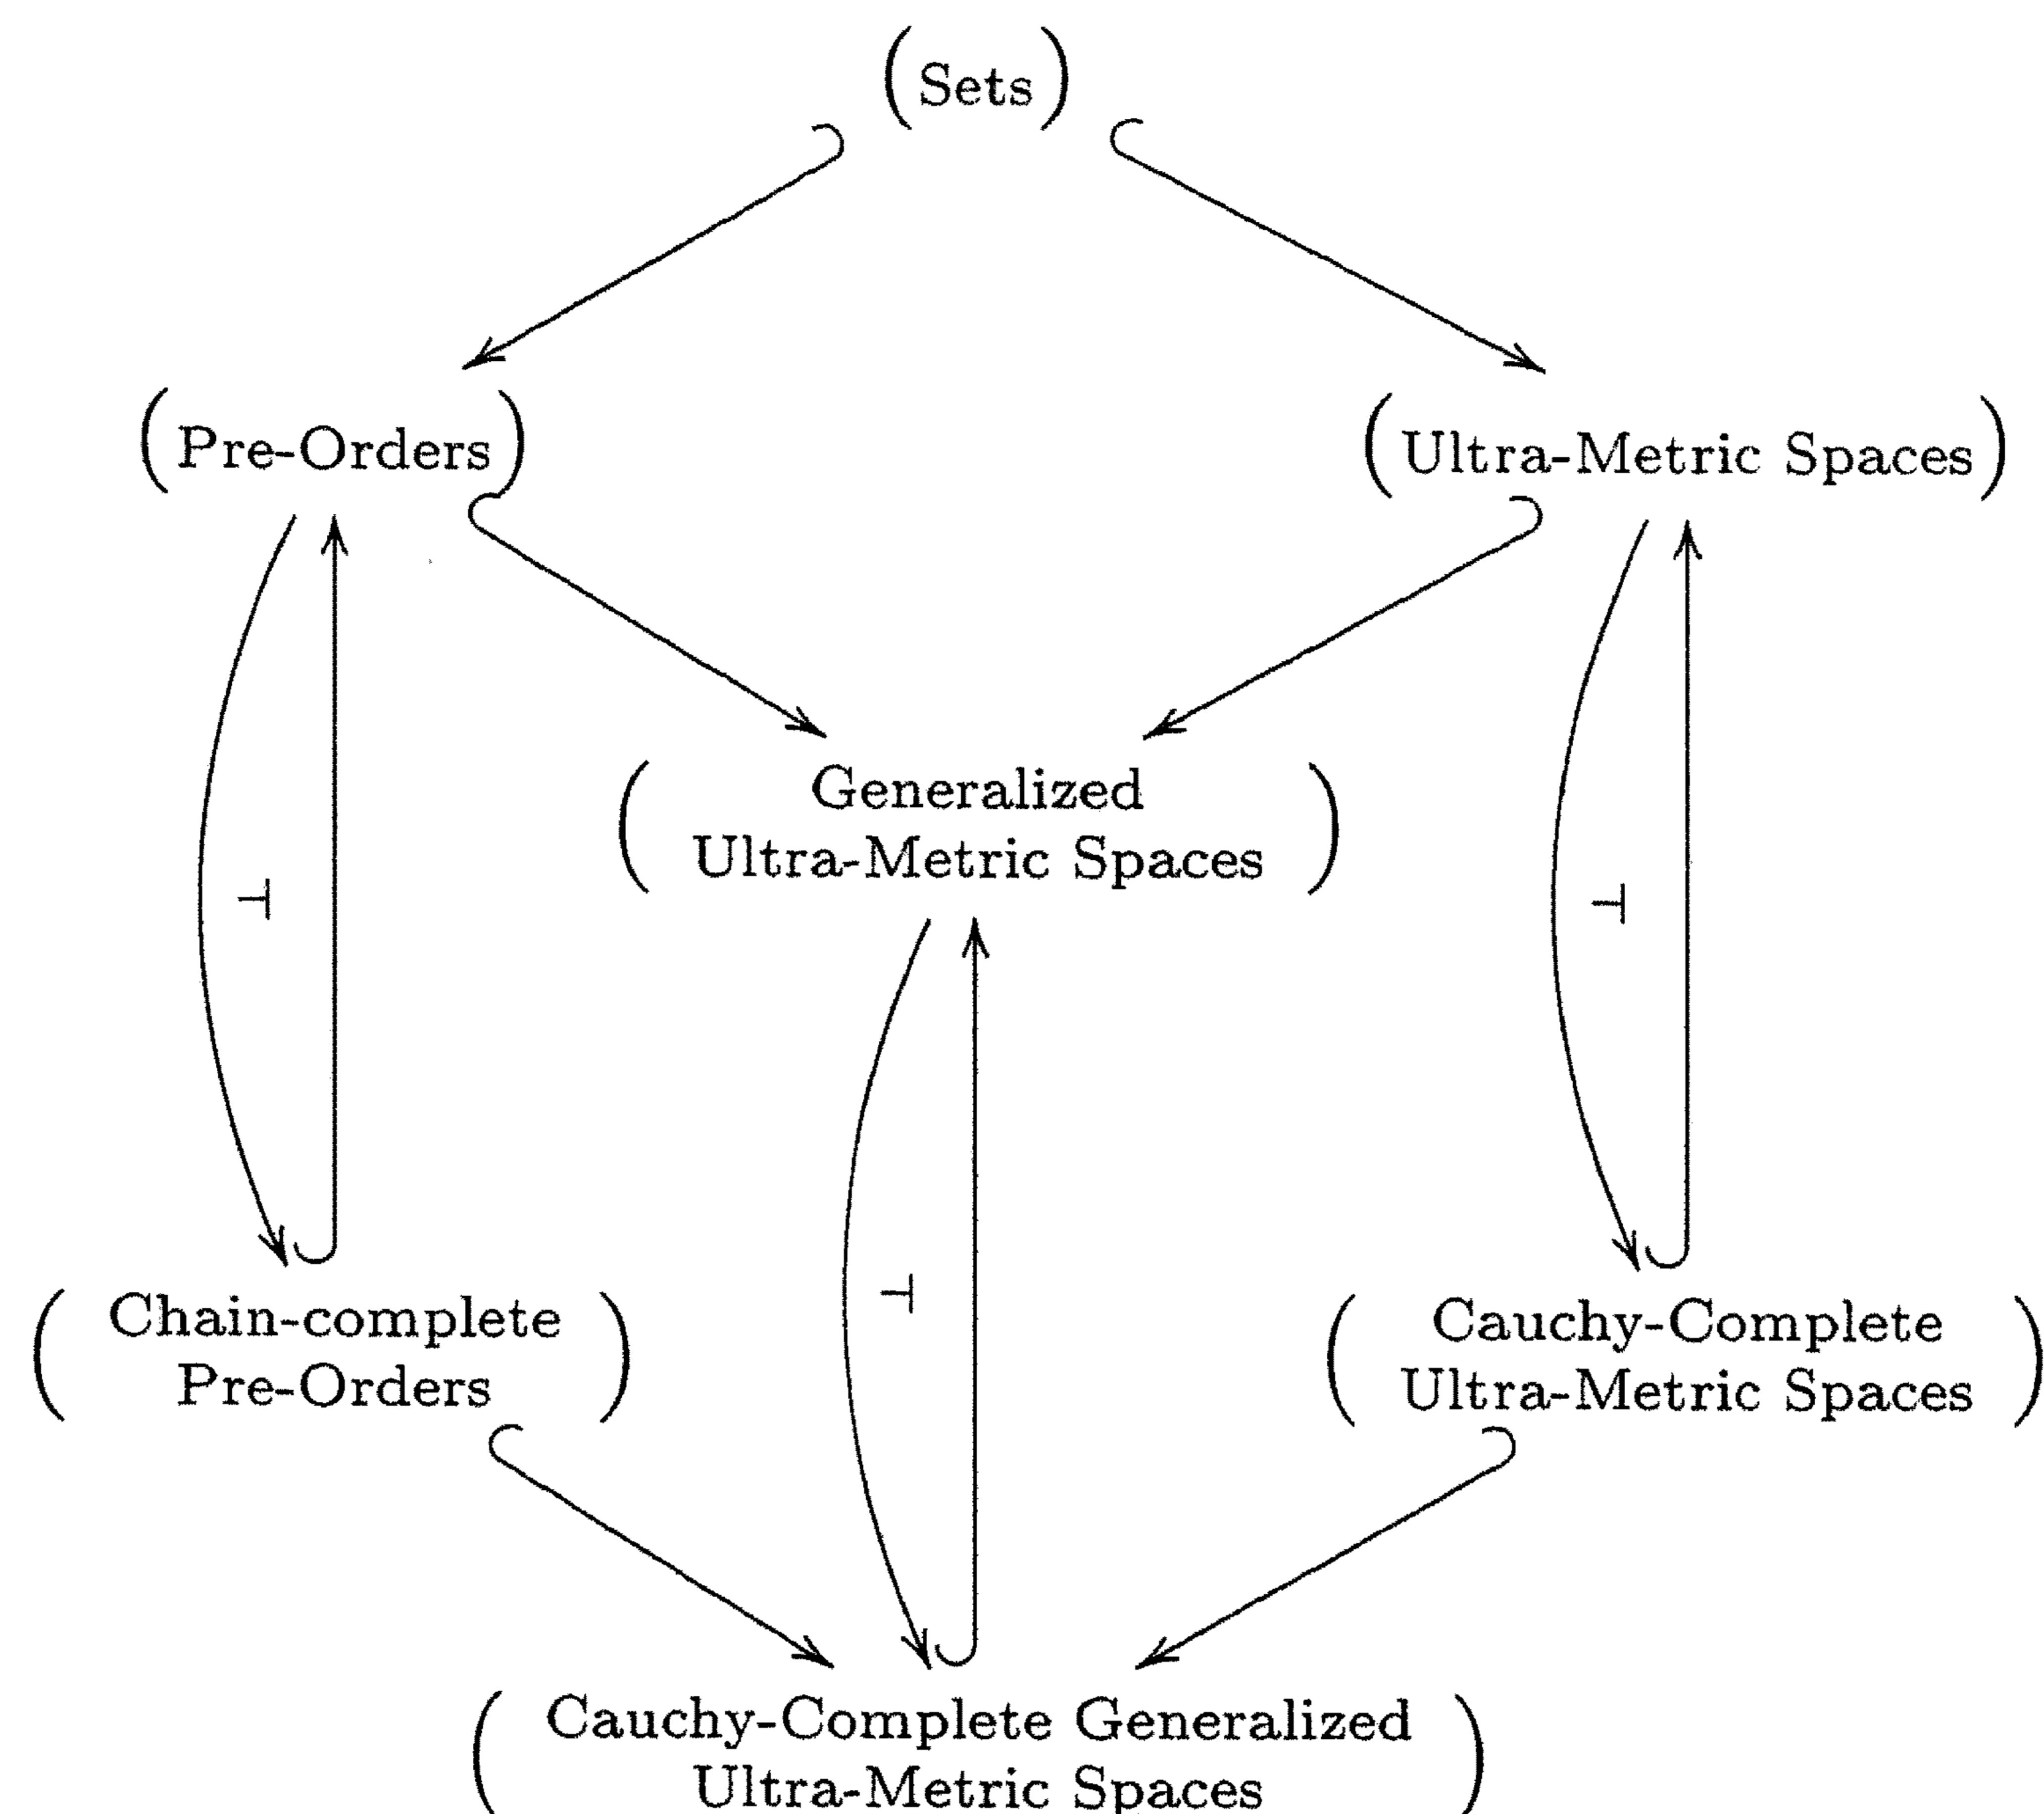 (Sets)
(Pre-Orders)
(Ultra-Metric Spaces)
Generalized
Ultra-Metric Spaces
⊣
⊣
⊣
Chain-complete
Pre-Orders
Cauchy-Complete
Ultra-Metric Spaces
Cauchy-Complete Generalized
Ultra-Metric Spaces